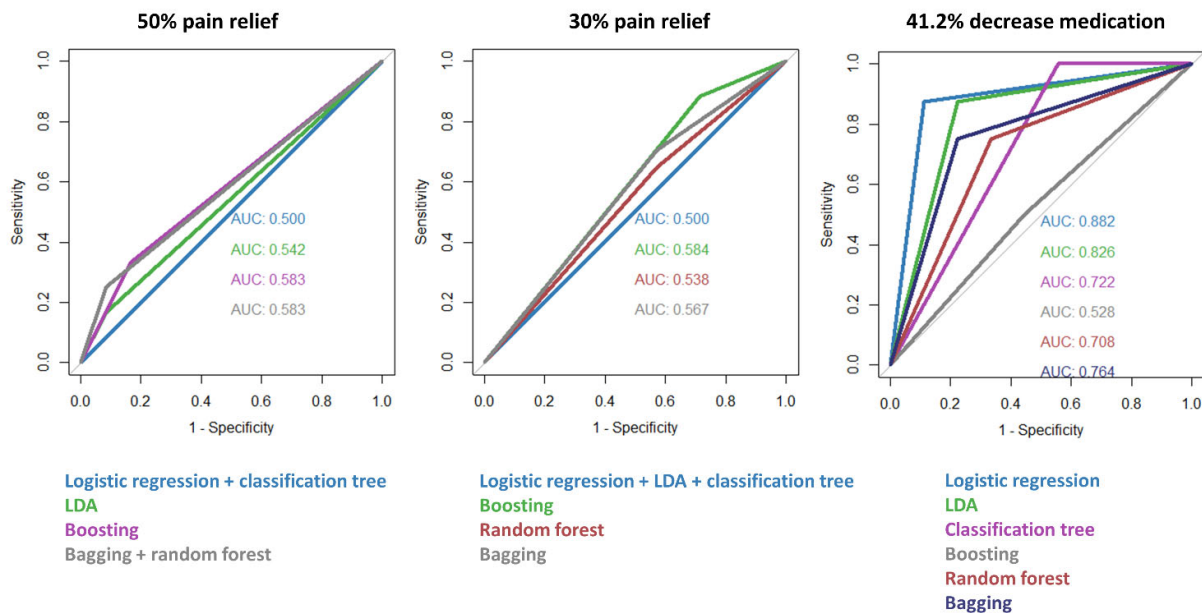 50% pain relief
30% pain relief
41.2% decrease medication
Sensitivity
1.0
0.8
0.6
0.4
0.2
0.0
AUC: 0.500
AUC: 0.542
AUC: 0.583
AUC: 0.583
0.0 0.2 0.4 0.6 0.8 1.0
1 - Specificity
Sensitivity
1.0
0.8
0.6
0.4
0.2
0.0
AUC: 0.500
AUC: 0.584
AUC: 0.538
AUC: 0.567
0.0 0.2 0.4 0.6 0.8 1.0
1 - Specificity
Sensitivity
1.0
0.8
0.6
0.4
0.2
0.0
AUC: 0.882
AUC: 0.826
AUC: 0.722
AUC: 0.528
AUC: 0.708
AUC: 0.764
0.0 0.2 0.4 0.6 0.8 1.0
1 - Specificity
Logistic regression + classification tree
LDA
Boosting
Bagging + random forest
Logistic regression + LDA + classification tree
Boosting
Random forest
Bagging
Logistic regression
LDA
Classification tree
Boosting
Random forest
Bagging